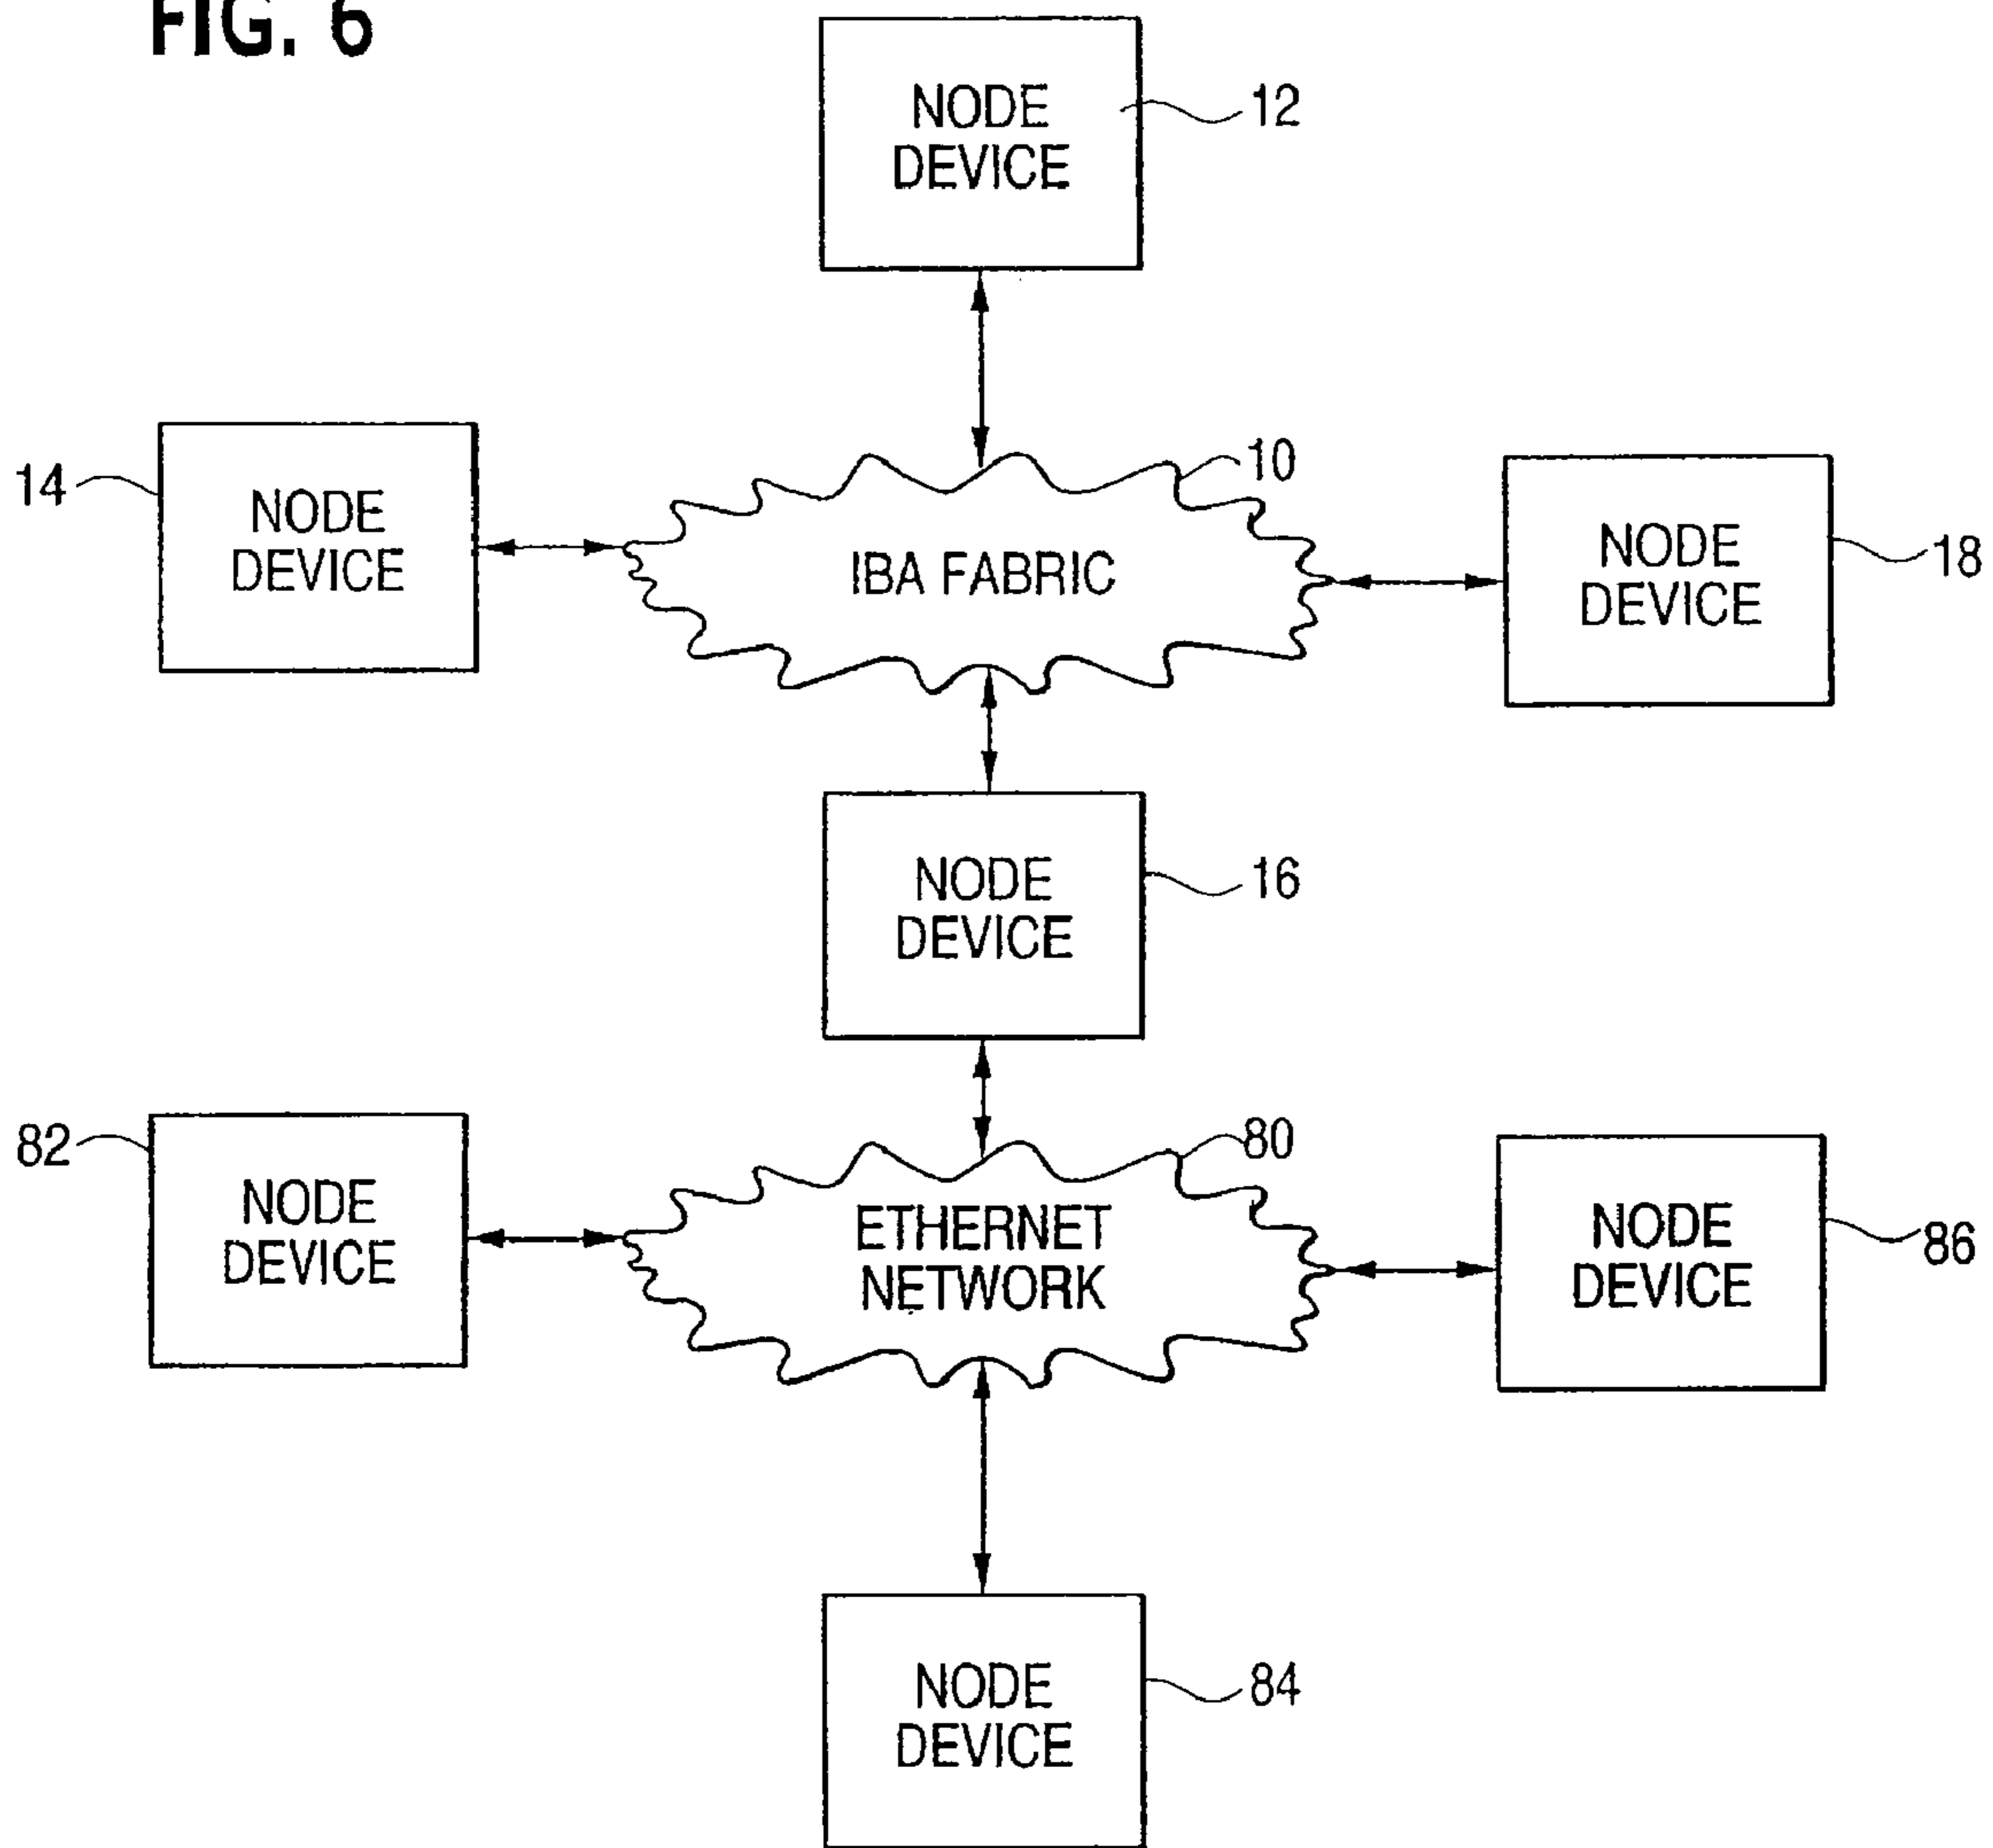 FIG. 6
NODE
DEVICE
12
14
NODE
DEVICE
10
IBA FABRIC
NODE
DEVICE
18
NODE
DEVICE
16
82
NODE
DEVICE
80
ETHERNET
NETWORK
NODE
DEVICE
86
NODE
DEVICE
84